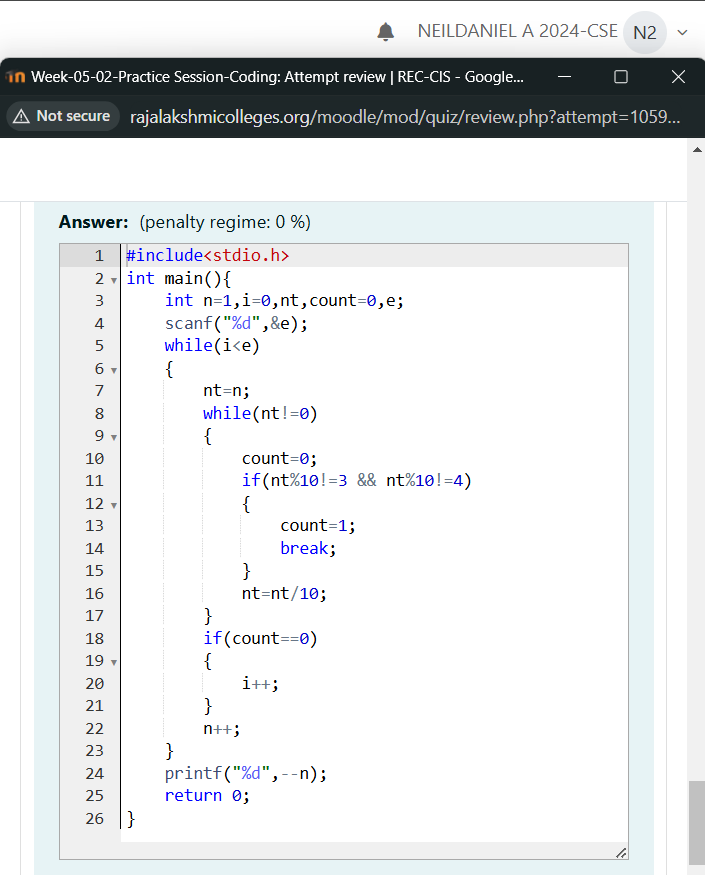 NEILDANIEL A 2024-CSE N2
Week-05-02-Practice Session-Coding: Attempt review | REC-CIS - Google...
Not secure rajalakshmicolleges.org/moodle/mod/quiz/review.php?attempt=1059...
Answer: (penalty regime: 0 %)
1 #include<stdio.h>
2 int main(){
3     int n=1,i=0,nt,count=0,e;
4     scanf("%d",&e);
5     while(i<e)
6     {
7         nt=n;
8         while(nt!=0)
9         {
10             count=0;
11             if(nt%10!=3 && nt%10!=4)
12             {
13                 count=1;
14                 break;
15             }
16             nt=nt/10;
17         }
18         if(count==0)
19         {
20             i++;
21         }
22         n++;
23     }
24     printf("%d",--n);
25     return 0;
26 }